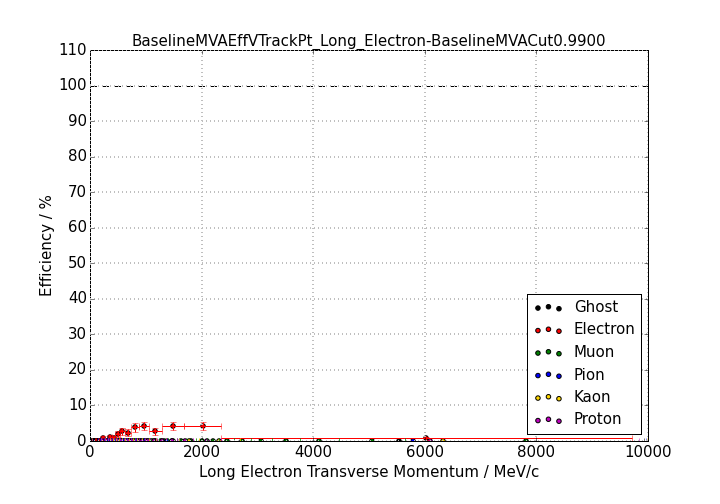 BaselineMVAEffVTrackPt_Long_Electron-BaselineMVACut0.9900
110
100
90
80
70
60
50
40
30
20
10
0
Efficiency / %
Ghost
Electron
Muon
Pion
Kaon
Proton
0 2000 4000 6000 8000 10000
Long Electron Transverse Momentum / MeV/c